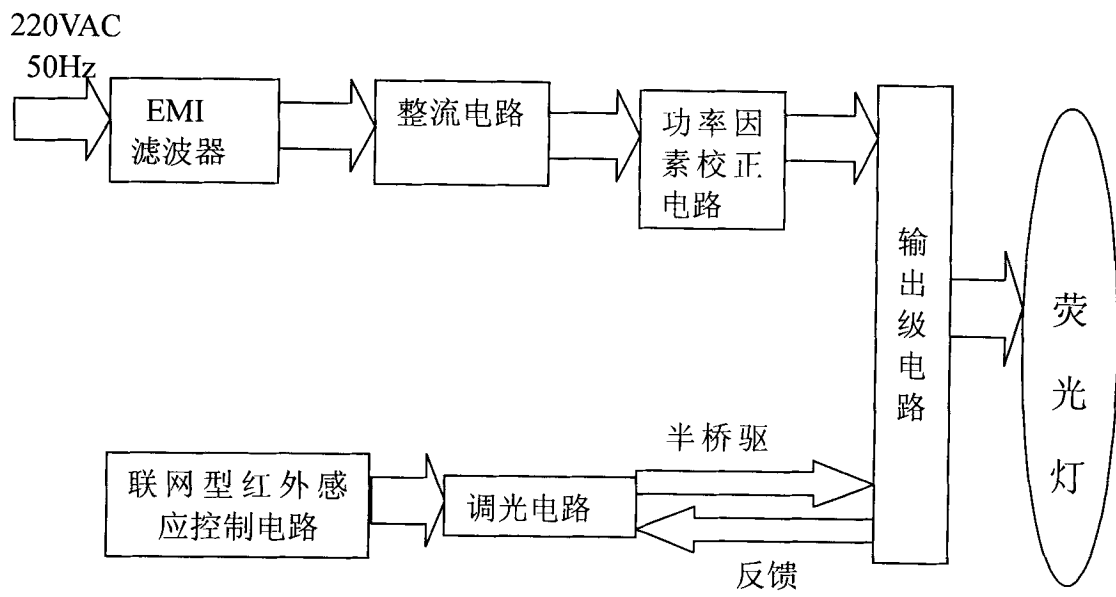 220VAC
50Hz
EMI
滤波器
整流电路
功率因
素校正
电路
输出级电路
荧光灯
半桥驱
联网型红外感
应控制电路
调光电路
反馈